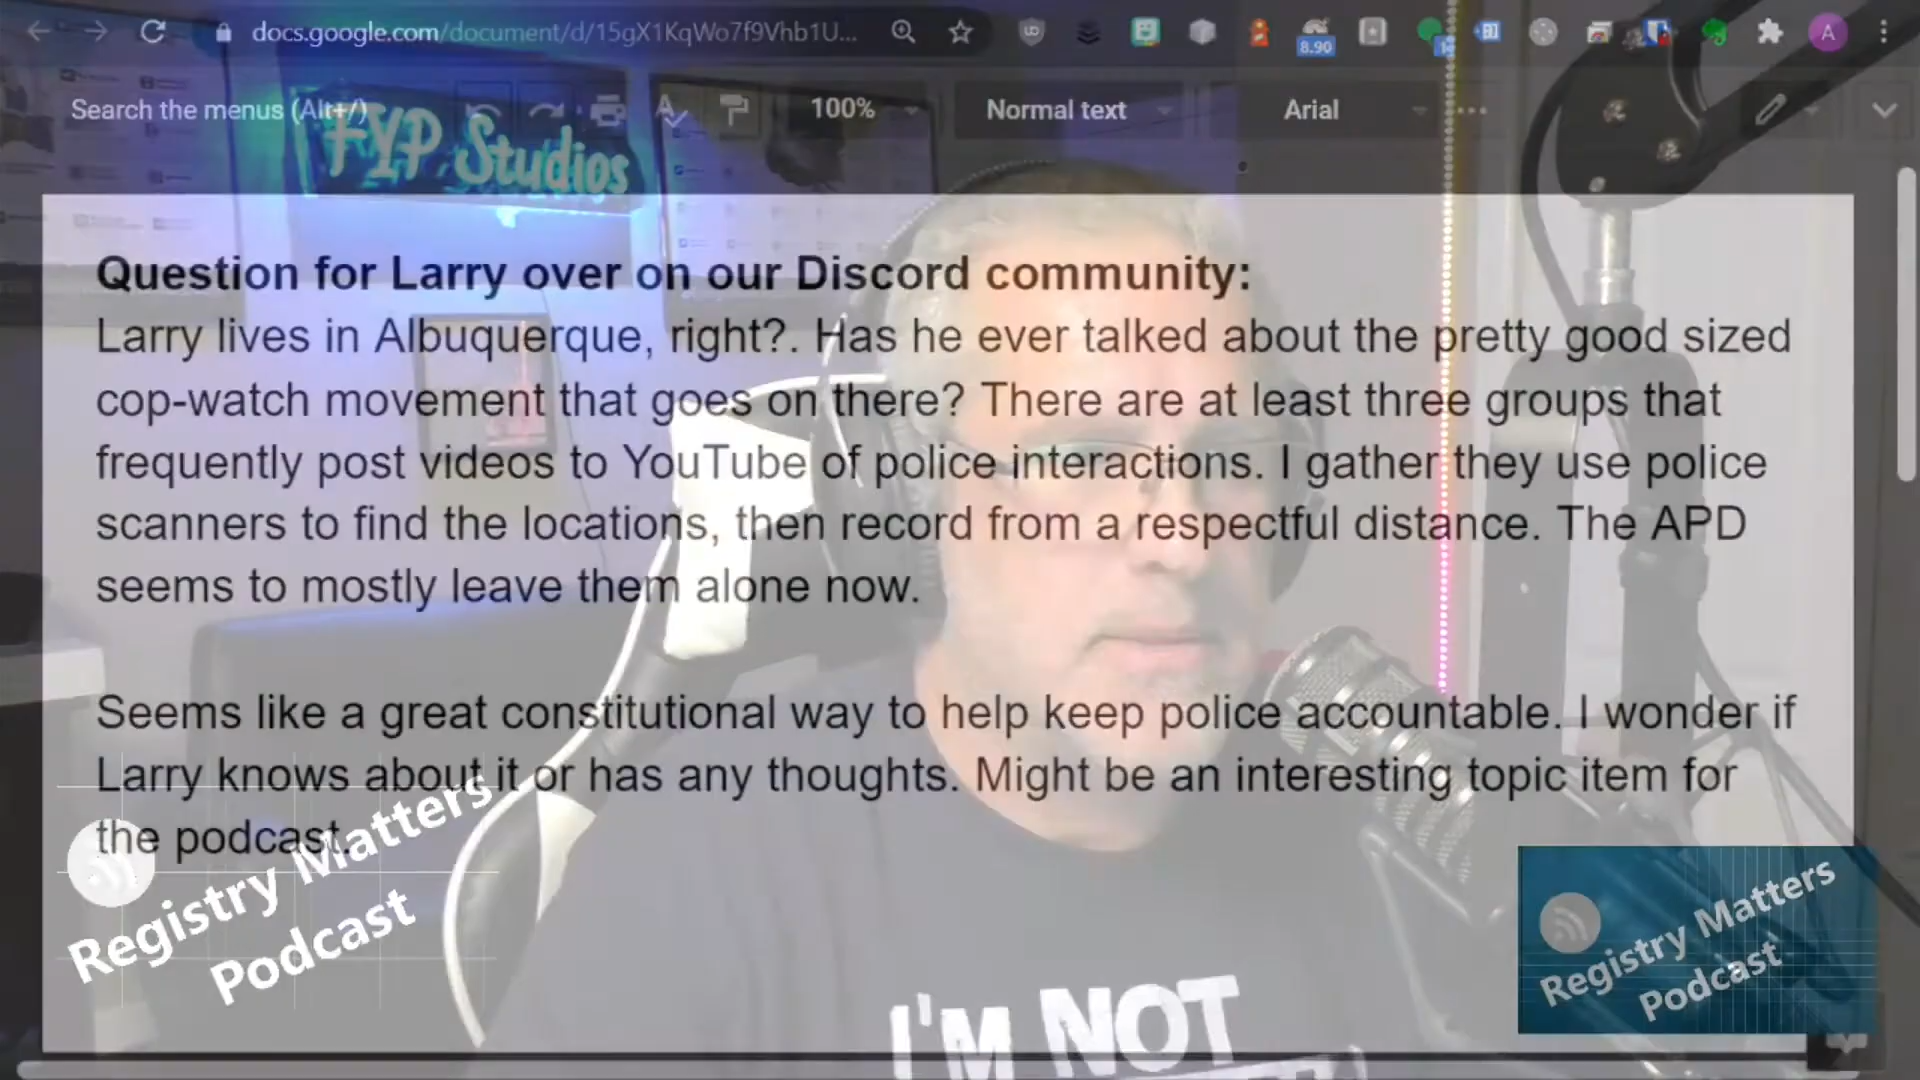 docs.google.com/document/d/15gX1KqWo7f9Vhb1U...
8.90
A
Search the menus (Alt+/)
100%
Normal text
Arial
FYP Studios
Question for Larry over on our Discord community:
Larry lives in Albuquerque, right?. Has he ever talked about the pretty good sized
cop-watch movement that goes on there? There are at least three groups that
frequently post videos to YouTube of police interactions. I gather they use police
scanners to find the locations, then record from a respectful distance. The APD
seems to mostly leave them alone now.
Seems like a great constitutional way to help keep police accountable. I wonder if
Larry knows about it or has any thoughts. Might be an interesting topic item for
the podcast.
Registry Matters
Podcast
Registry Matters
Podcast
I'M NOT